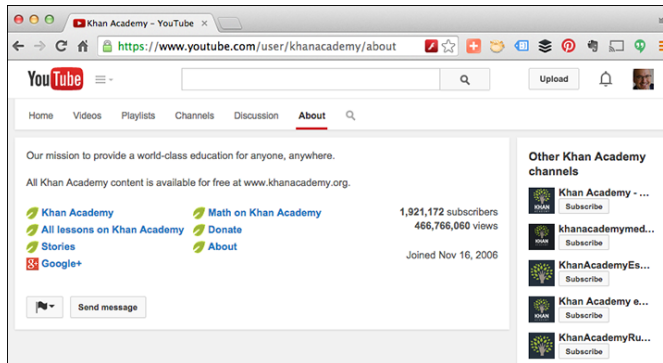 Khan Academy – YouTube
https://www.youtube.com/user/khanacademy/about
YouTube
Upload
Home Videos Playlists Channels Discussion About
Our mission to provide a world-class education for anyone, anywhere.
All Khan Academy content is available for free at www.khanacademy.org.
Khan Academy Math on Khan Academy
All lessons on Khan Academy Donate
Stories About
Google+
1,921,172 subscribers
466,766,060 views
Joined Nov 16, 2006
Send message
Other Khan Academy
channels
Khan Academy - ...
Subscribe
khanacademymed...
Subscribe
KhanAcademyEs...
Subscribe
Khan Academy e...
Subscribe
KhanAcademyRu...
Subscribe